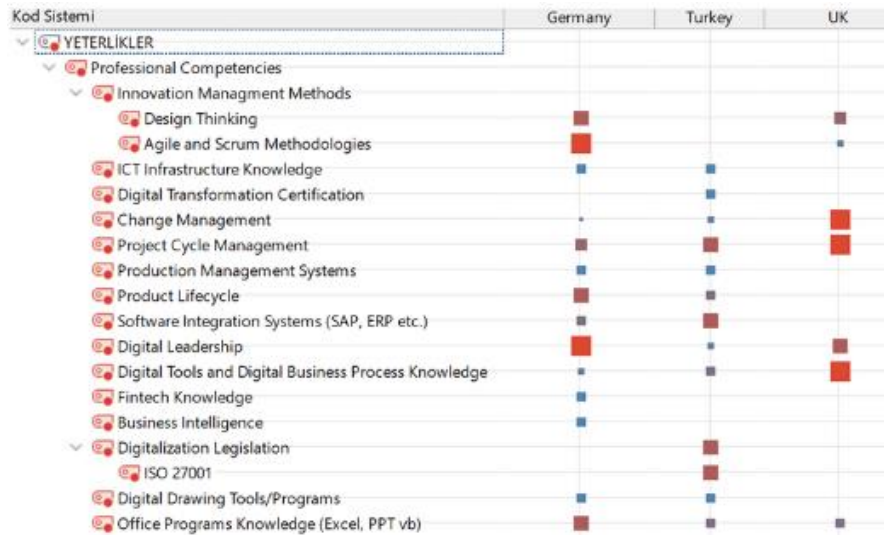 Kod Sistemi Germany Turkey UK
YETERLİKLER
Professional Competencies
Innovation Managment Methods
Design Thinking
Agile and Scrum Methodologies
ICT Infrastructure Knowledge
Digital Transformation Certification
Change Management
Project Cycle Management
Production Management Systems
Product Lifecycle
Software Integration Systems (SAP, ERP etc.)
Digital Leadership
Digital Tools and Digital Business Process Knowledge
Fintech Knowledge
Business Intelligence
Digitalization Legislation
ISO 27001
Digital Drawing Tools/Programs
Office Programs Knowledge (Excel, PPT vb)